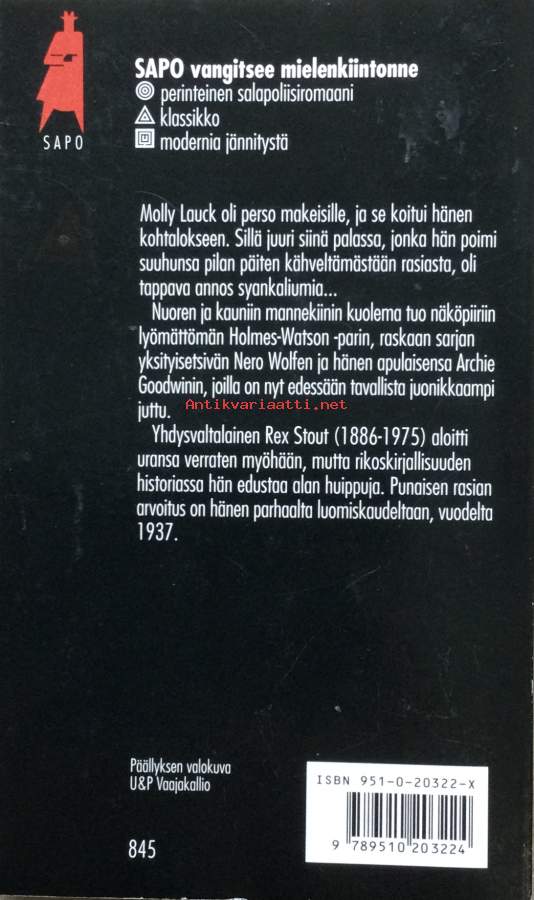 SAPO
SAPO vangitsee mielenkiintonne
perinteinen salapoliisiromaani
klassikko
modernia jännitystä
Molly Lauck oli perso makeisille, ja se koitui hänen
kohtalokseen. Sillä juuri siinä palassa, jonka hän poimi
suuhunsa pilan päiten kähveltämästään rasiasta, oli
tappava annos syankaliumia...
Nuoren ja kauniin mannekiinin kuolema tuo näköpiiriin
lyömättömän Holmes-Watson -parin, raskaan sarjan
yksityisetsivän Nero Wolfen ja hänen apulaisensa Archie
Goodwinin, joilla on nyt edessään tavallista juonikkaampi
juttu.
Antikvariaatti.net
Yhdysvaltalainen Rex Stout (1886-1975) aloitti
uransa verraten myöhään, mutta rikoskirjallisuuden
historiassa hän edustaa alan huippuja. Punaisen rasian
arvoitus on hänen parhaalta luomiskaudeltaan, vuodelta
1937.
Päällyksen valokuva
U&P Vaajakallio
845
ISBN 951-0-20322-X
9 789510 203224